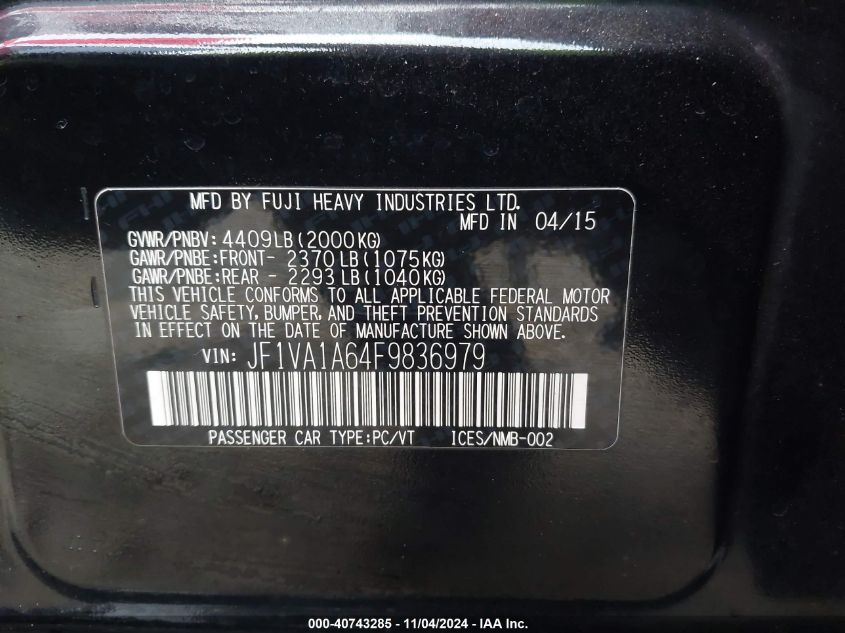 MFD BY FUJI HEAVY INDUSTRIES LTD.
MFD IN 04/15
GVWR/PNBV: 4409LB(2000KG)
GAWR/PNBE:FRONT- 2370LB(1075KG)
GAWR/PNBE:REAR - 2293LB(1040KG)
THIS VEHICLE CONFORMS TO ALL APPLICABLE FEDERAL MOTOR
VEHICLE SAFETY, BUMPER, AND THEFT PREVENTION STANDARDS
IN EFFECT ON THE DATE OF MANUFACTURE SHOWN ABOVE.
VIN: JF1VA1A64F9836979
PASSENGER CAR TYPE:PC/VT ICES/NMB-002
000-40743285 - 11/04/2024 - © IAA Inc.